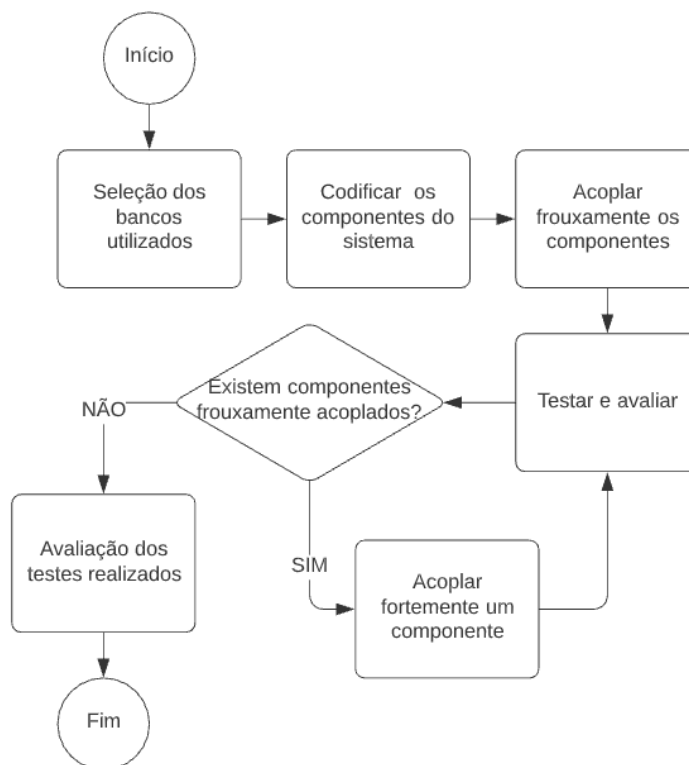 Início
Seleção dos
bancos
utilizados
Codificar os
componentes do
sistema
Acoplar
frouxamente os
componentes
Existem componentes
frouxamente acoplados?
Testar e avaliar
NÃO
Avaliação dos
testes realizados
SIM
Acoplar
fortemente um
componente
Fim